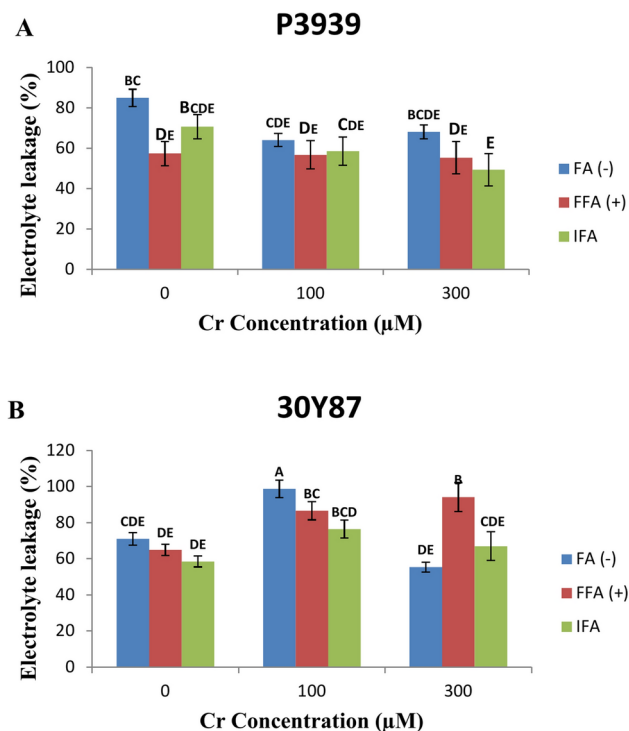 A
P3939
Electrolyte leakage (%)
100
80
60
40
20
0
BC
DE
BCDE
CDE
DE
CDE
BCDE
DE
E
0
100
300
Cr Concentration (µM)
FA (-)
FFA (+)
IFA
B
30Y87
Electrolyte leakage (%)
120
100
80
60
40
20
0
CDE
DE
DE
A
BC
BCD
DE
B
CDE
0
100
300
Cr Concentration (µM)
FA (-)
FFA (+)
IFA